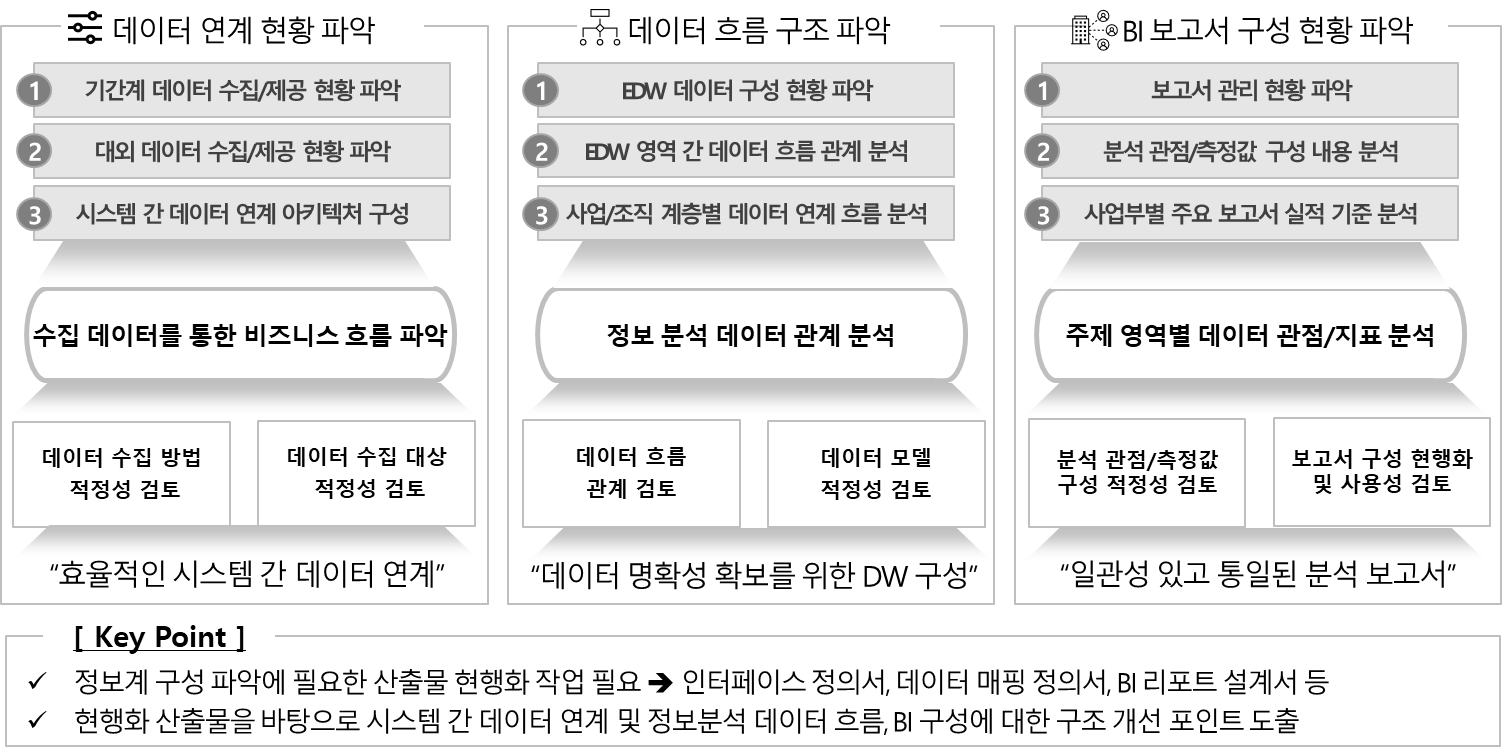 데이터 연계 현황 파악
1 기간계 데이터 수집/제공 현황 파악
2 대외 데이터 수집/제공 현황 파악
3 시스템 간 데이터 연계 아키텍처 구성
수집 데이터를 통한 비즈니스 흐름 파악
데이터 수집 방법
적정성 검토
데이터 수집 대상
적정성 검토
“효율적인 시스템 간 데이터 연계”
데이터 흐름 구조 파악
1 EDW 데이터 구성 현황 파악
2 EDW 영역 간 데이터 흐름 관계 분석
3 사업/조직 계층별 데이터 연계 흐름 분석
정보 분석 데이터 관계 분석
데이터 흐름
관계 검토
데이터 모델
적정성 검토
“데이터 명확성 확보를 위한 DW 구성”
BI 보고서 구성 현황 파악
1 보고서 관리 현황 파악
2 분석 관점/측정값 구성 내용 분석
3 사업부별 주요 보고서 실적 기준 분석
주제 영역별 데이터 관점/지표 분석
분석 관점/측정값
구성 적정성 검토
보고서 구성 현행화
및 사용성 검토
“일관성 있고 통일된 분석 보고서”
[ Key Point ]
✓ 정보계 구성 파악에 필요한 산출물 현행화 작업 필요 ➔ 인터페이스 정의서, 데이터 매핑 정의서, BI 리포트 설계서 등
✓ 현행화 산출물을 바탕으로 시스템 간 데이터 연계 및 정보분석 데이터 흐름, BI 구성에 대한 구조 개선 포인트 도출